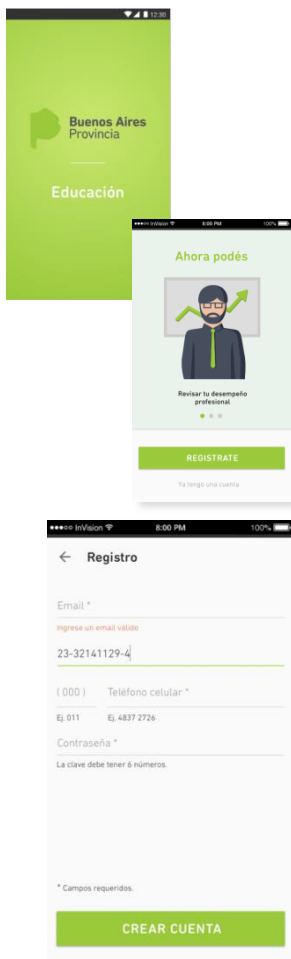 12:30
Buenos Aires
Provincia
Educación
●●●○○ InVision 8:00 PM 100%
Ahora podés
Revisar tu desempeño
profesional
REGISTRATE
Ya tengo una cuenta
●●●○○ InVision 8:00 PM 100%
← Registro
Email *
Ingrese un email válido
23-32141129-4
( 000 ) Teléfono celular *
Ej. 011 Ej. 4837 2726
Contraseña *
La clave debe tener 6 números.
* Campos requeridos.
CREAR CUENTA